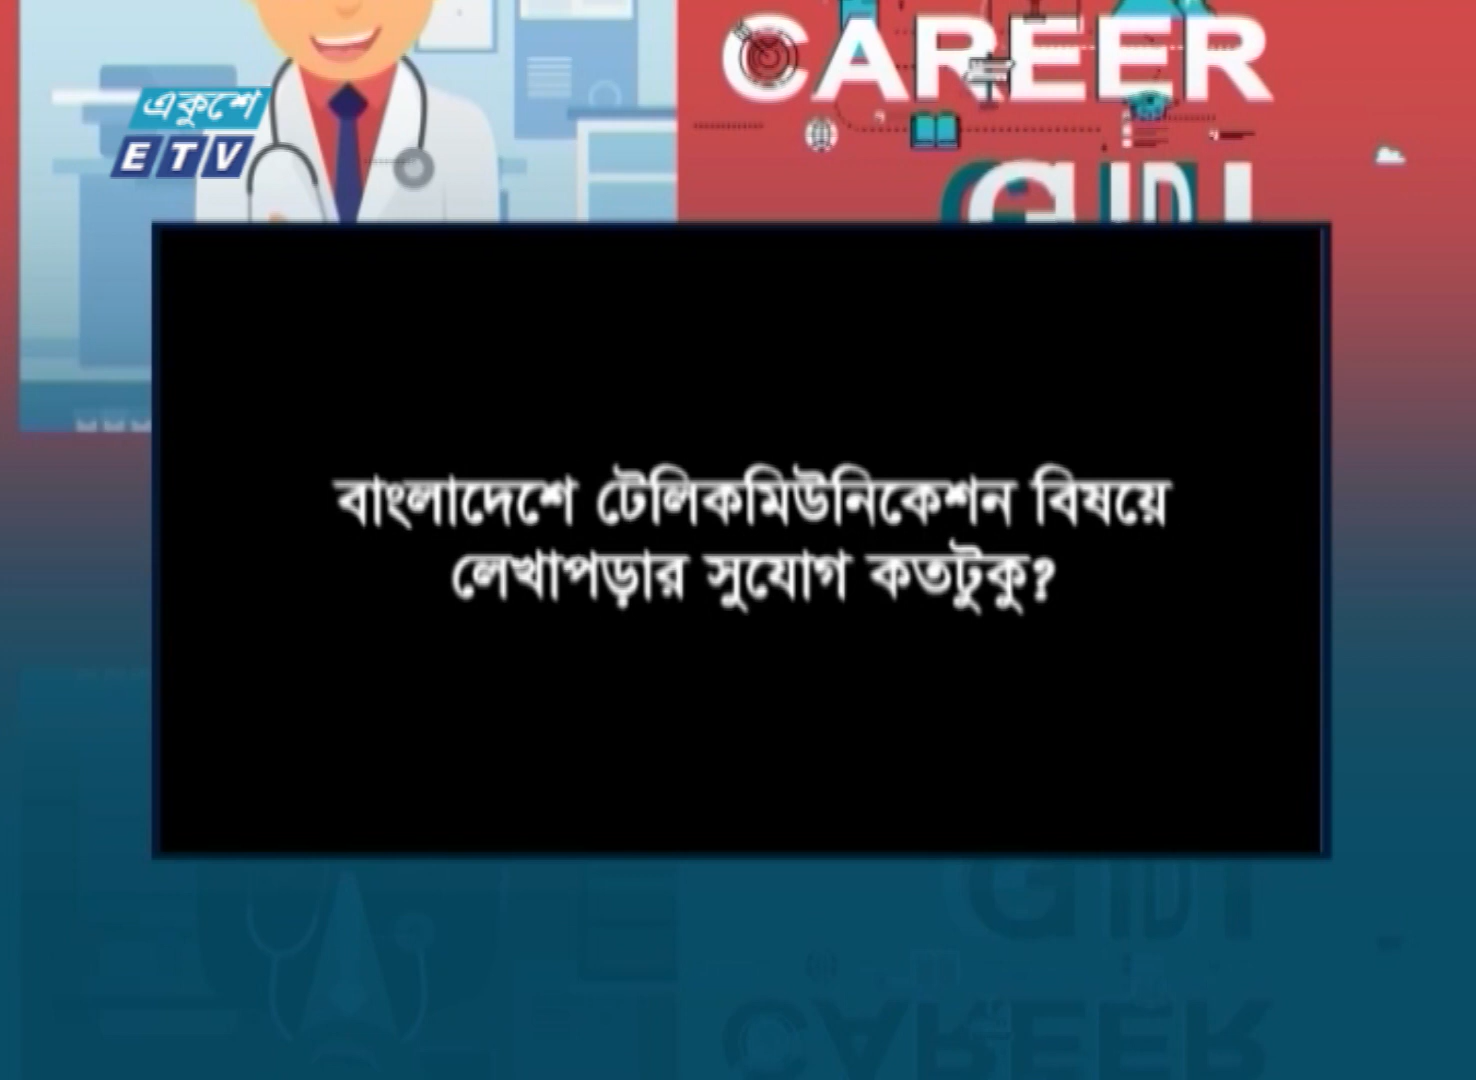 CAREER
একুশে
ETV
বাংলাদেশে টেলিকমিউনিকেশন বিষয়ে
লেখাপড়ার সুযোগ কতটুকু?